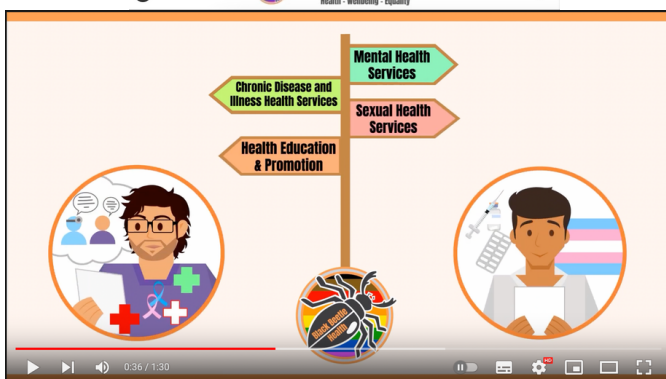 Health - Wellbeing - Equality
Mental Health
Services
Chronic Disease and
Illness Health Services
Sexual Health
Services
Health Education
& Promotion
Black Beetle
Health
0:36 / 1:30
HD